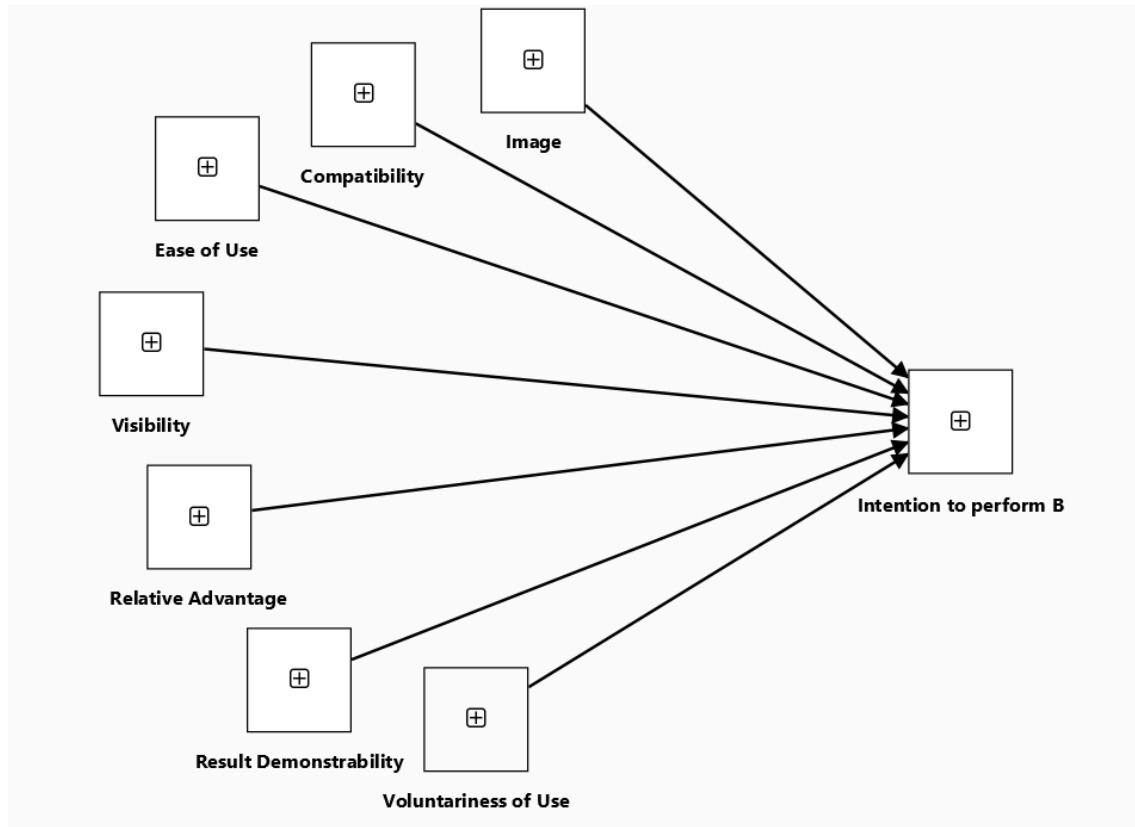 Image
Compatibility
Ease of Use
Visibility
Intention to perform B
Relative Advantage
Result Demonstrability
Voluntariness of Use